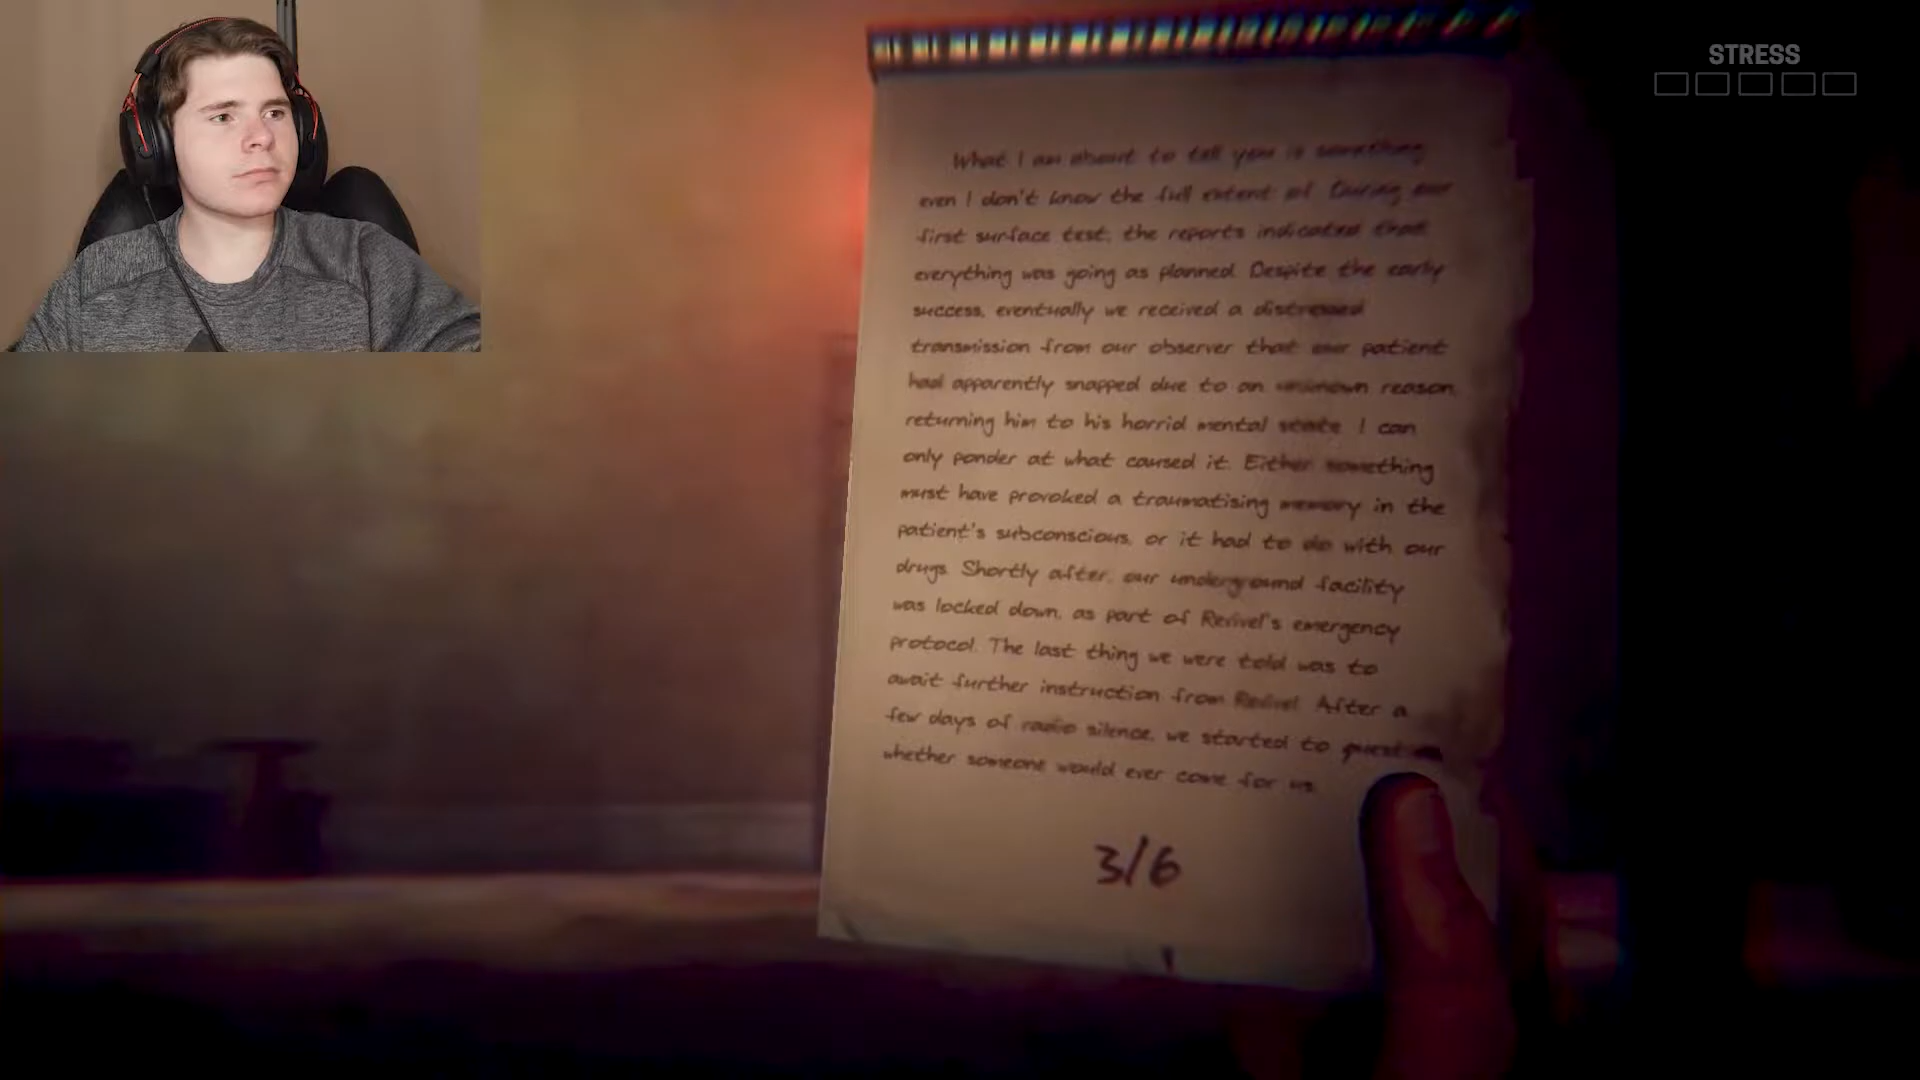 STRESS
What I am about to tell you is something
even I don't know the full extent of. During our
first surface test, the reports indicated that
everything was going as planned. Despite the early
success, eventually we received a distressed
transmission from our observer that our patient
had apparently snapped due to an unknown reason,
returning him to his horrid mental state. I can
only ponder at what caused it. Either something
must have provoked a traumatising memory in the
patient's subconscious, or it had to do with our
drugs. Shortly after, our underground facility
was locked down, as part of Revivel's emergency
protocol. The last thing we were told was to
await further instruction from Revivel. After a
few days of radio silence, we started to
whether someone would ever come for us.
3/6